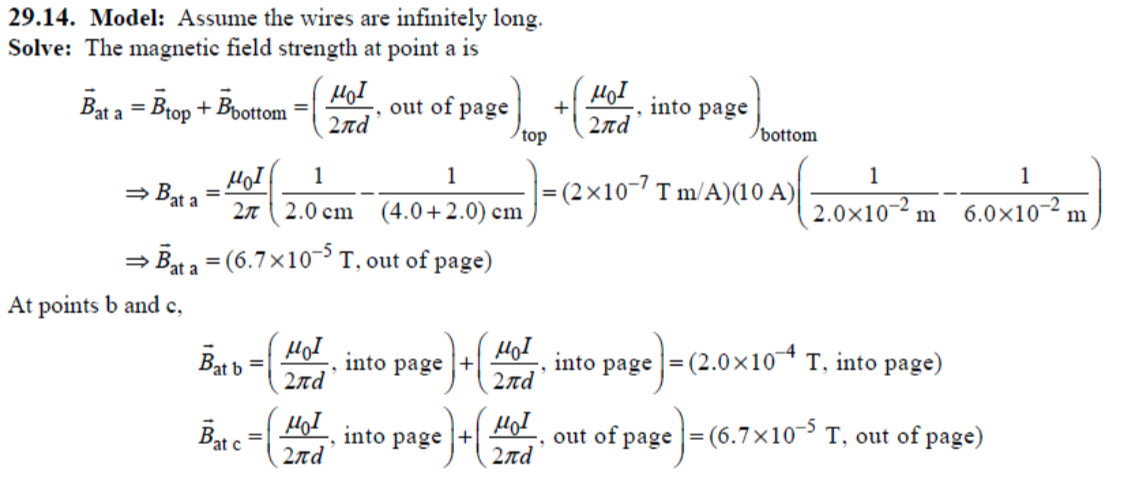 29.14. Model: Assume the wires are infinitely long.
Solve: The magnetic field strength at point a is
$\vec{B}_{\text{at a}} = \vec{B}_{\text{top}} + \vec{B}_{\text{bottom}} = \left(\frac{\mu_0 I}{2\pi d}, \text{ out of page}\right)_{\text{top}} + \left(\frac{\mu_0 I}{2\pi d}, \text{ into page}\right)_{\text{bottom}}$
$\Rightarrow B_{\text{at a}} = \frac{\mu_0 I}{2\pi}\left(\frac{1}{2.0 \text{ cm}} - \frac{1}{(4.0+2.0) \text{ cm}}\right) = (2\times10^{-7} \text{ T m/A})(10 \text{ A})\left(\frac{1}{2.0\times10^{-2} \text{ m}} - \frac{1}{6.0\times10^{-2} \text{ m}}\right)$
$\Rightarrow \vec{B}_{\text{at a}} = (6.7\times10^{-5} \text{ T, out of page})$
At points b and c,
$\vec{B}_{\text{at b}} = \left(\frac{\mu_0 I}{2\pi d}, \text{ into page}\right) + \left(\frac{\mu_0 I}{2\pi d}, \text{ into page}\right) = (2.0\times10^{-4} \text{ T, into page})$
$\vec{B}_{\text{at c}} = \left(\frac{\mu_0 I}{2\pi d}, \text{ into page}\right) + \left(\frac{\mu_0 I}{2\pi d}, \text{ out of page}\right) = (6.7\times10^{-5} \text{ T, out of page})$